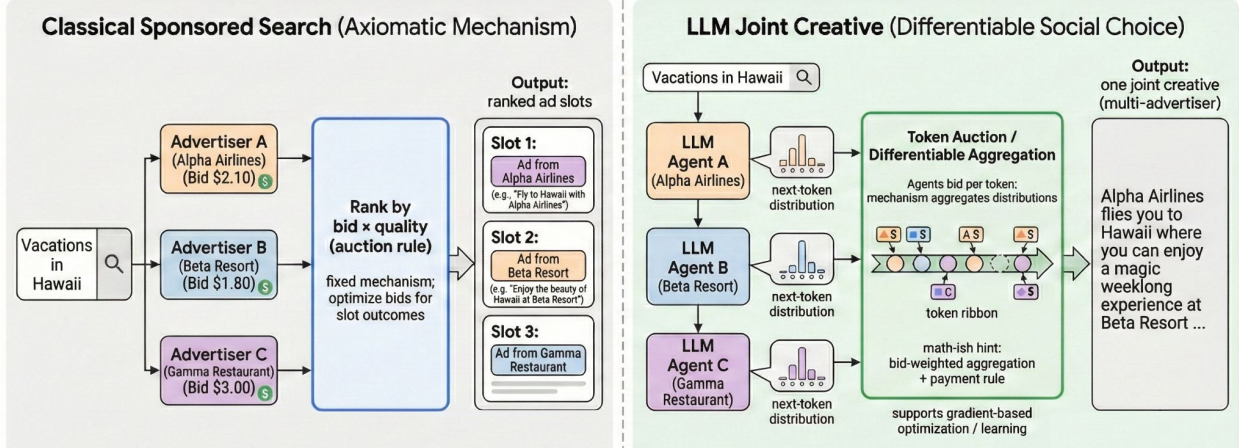 Classical Sponsored Search (Axiomatic Mechanism)
Vacations
in
Hawaii
Advertiser A
(Alpha Airlines)
(Bid $2.10) $
Advertiser B
(Beta Resort)
(Bid $1.80) $
Advertiser C
(Gamma Restaurant)
(Bid $3.00) $
Rank by
bid × quality
(auction rule)
fixed mechanism;
optimize bids for
slot outcomes
Output:
ranked ad slots
Slot 1:
Ad from
Alpha Airlines
(e.g., "Fly to Hawaii with
Alpha Airlines")
Slot 2:
Ad from
Beta Resort
(e.g. "Enjoy the beauty of
Hawaii at Beta Resort")
Slot 3:
Ad from Gamma
Restaurant
LLM Joint Creative (Differentiable Social Choice)
Vacations in Hawaii
LLM
Agent A
(Alpha Airlines)
next-token
distribution
LLM
Agent B
(Beta Resort)
next-token
distribution
LLM
Agent C
(Gamma
Restaurant)
next-token
distribution
Token Auction /
Differentiable Aggregation
Agents bid per token:
mechanism aggregates distributions
S
S
A S
S
C
$
token ribbon
math-ish hint:
bid-weighted aggregation
+ payment rule
supports gradient-based
optimization / learning
Output:
one joint creative
(multi-advertiser)
Alpha Airlines
flies you to
Hawaii where
you can enjoy
a magic
weeklong
experience at
Beta Resort ...